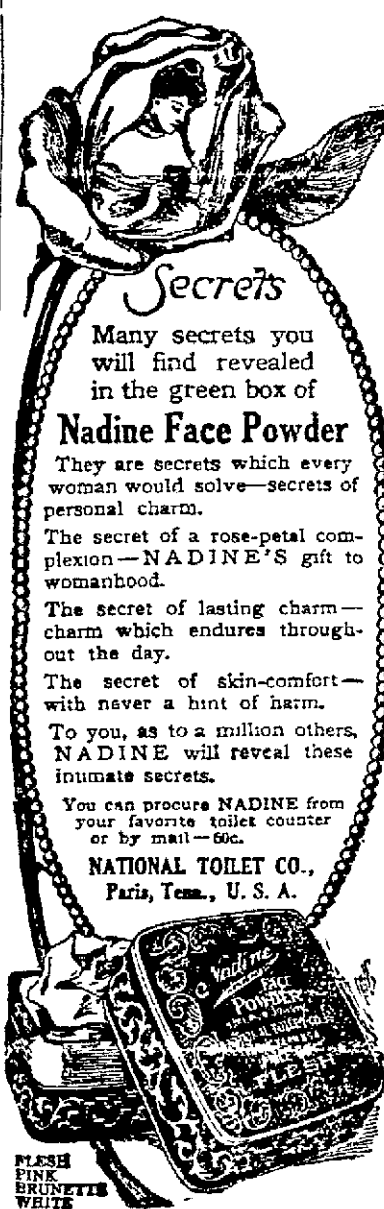 Secrets
Many secrets you
will find revealed
in the green box of
Nadine Face Powder
They are secrets which every
woman would solve—secrets of
personal charm.
The secret of a rose-petal com-
plexion—NADINE'S gift to
womanhood.
The secret of lasting charm—
charm which endures through-
out the day.
The secret of skin-comfort—
with never a hint of harm.
To you, as to a million others,
NADINE will reveal these
intimate secrets.
You can procure NADINE from
your favorite toilet counter
or by mail—60c.
NATIONAL TOILET CO.,
Paris, Tenn., U. S. A.
Nadine
FACE
POWDER
FLESH
FLESH
PINK
BRUNETTE
WHITE